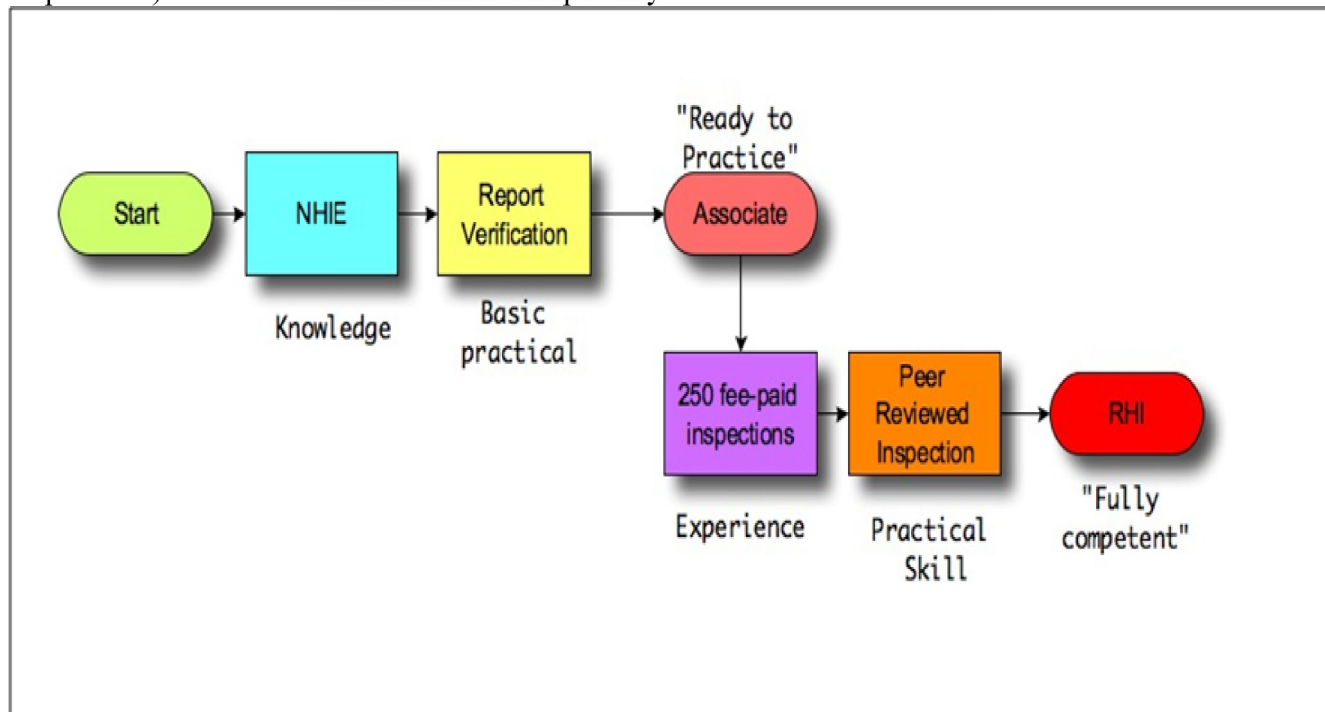 "Ready to
Practice"
Start
NHIE
Report
Verification
Associate
Knowledge
Basic
practical
250 fee-paid
inspections
Peer
Reviewed
Inspection
RHI
Experience
Practical
Skill
"Fully
competent"